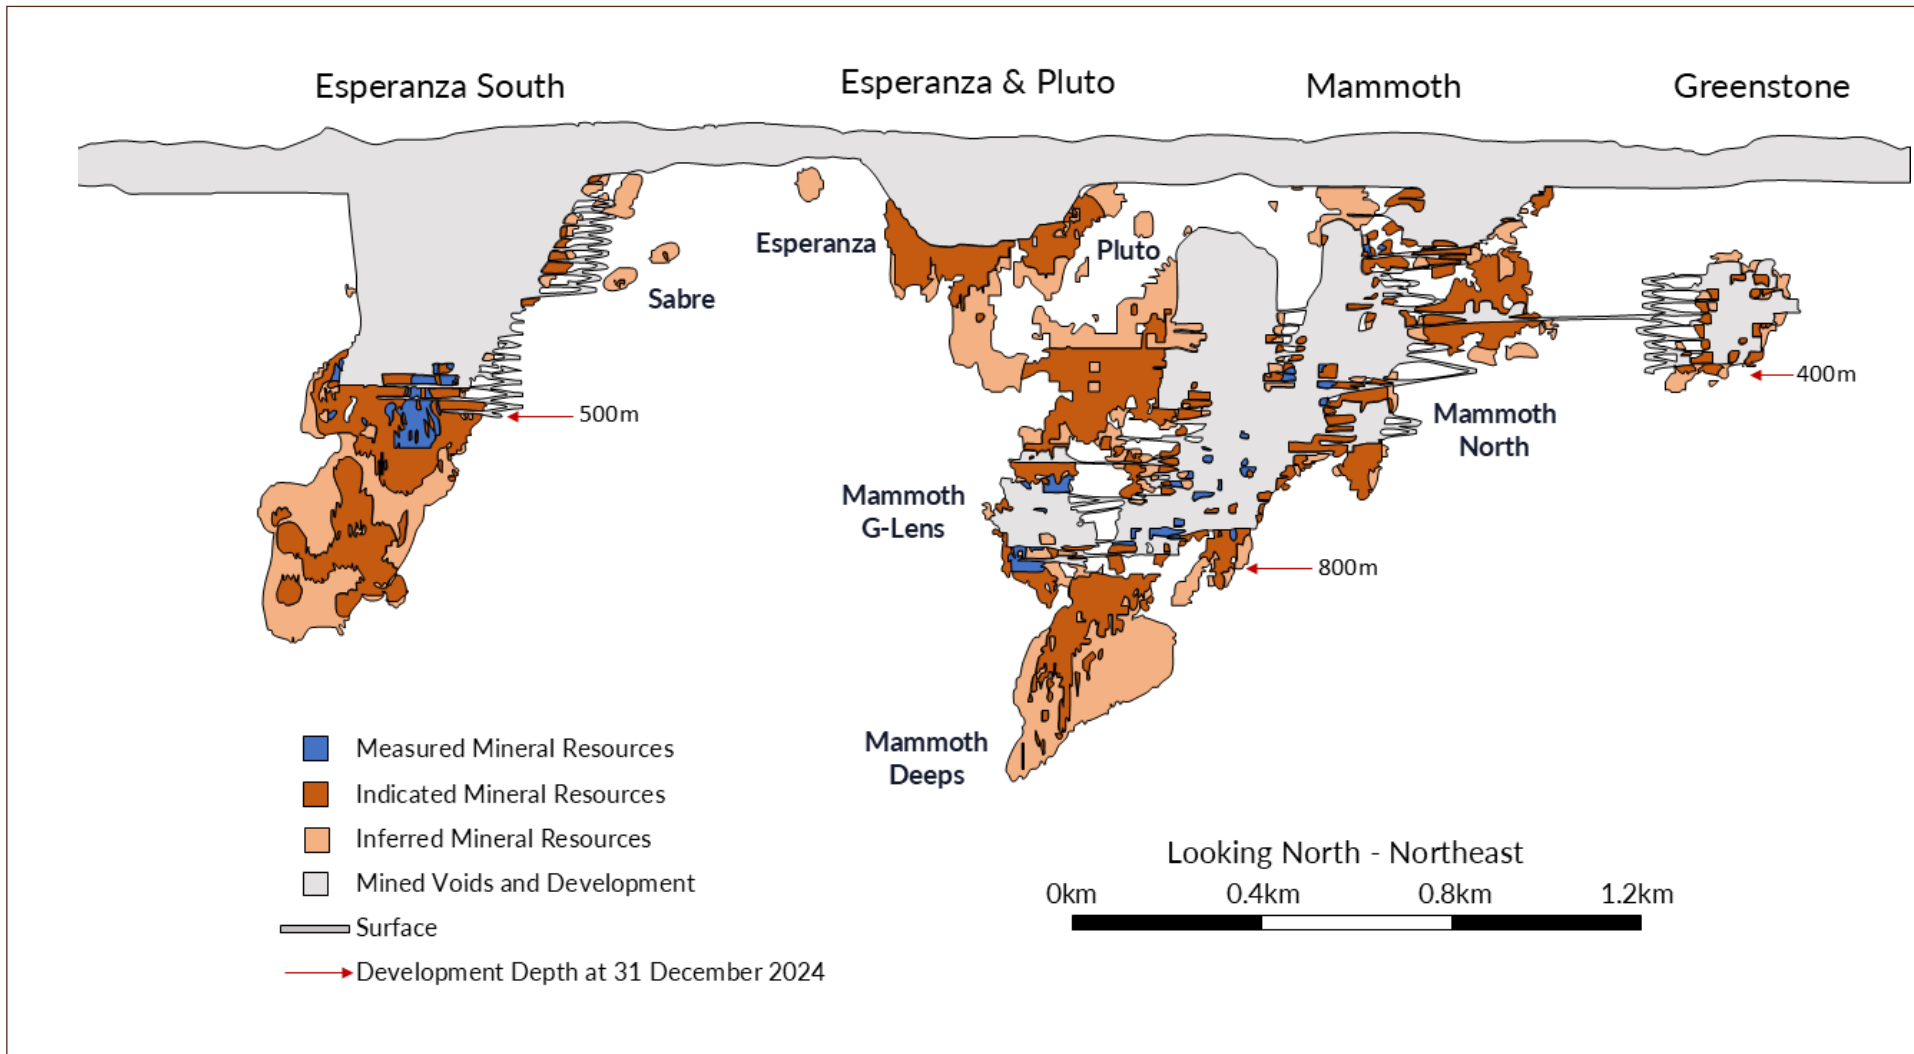 Esperanza South
Esperanza & Pluto
Mammoth
Greenstone
Esperanza
Pluto
Sabre
400m
500m
Mammoth
North
Mammoth
G-Lens
800m
Mammoth
Deeps
Measured Mineral Resources
Indicated Mineral Resources
Inferred Mineral Resources
Mined Voids and Development
Surface
Development Depth at 31 December 2024
Looking North - Northeast
0km 0.4km 0.8km 1.2km